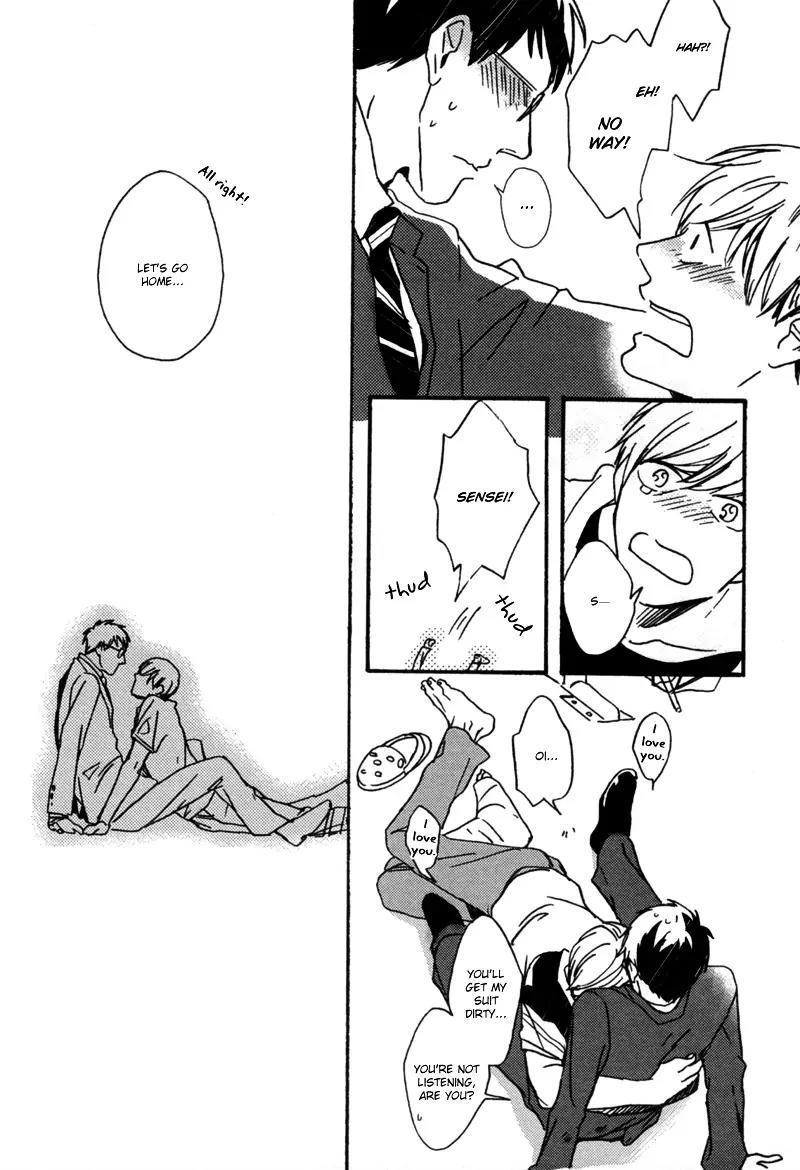 HAH?!
EH!
NO
WAY!
...
S—
SENSEI!
thud
thud
I
love
you.
OI...
I
love
you.
YOU'LL
GET MY
SUIT
DIRTY...
YOU'RE NOT
LISTENING,
ARE YOU?
All right!
LET'S GO
HOME...